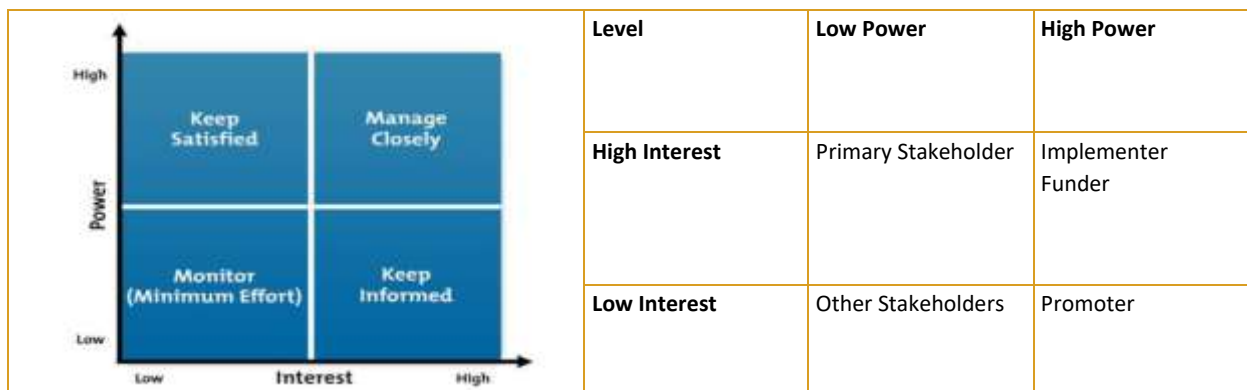 High
Keep
Satisfied
Manage
Closely
Power
Monitor
(Minimum Effort)
Keep
Informed
Low
Low
Interest
High
Level
Low Power
High Power
High Interest
Primary Stakeholder
Implementer
Funder
Low Interest
Other Stakeholders
Promoter